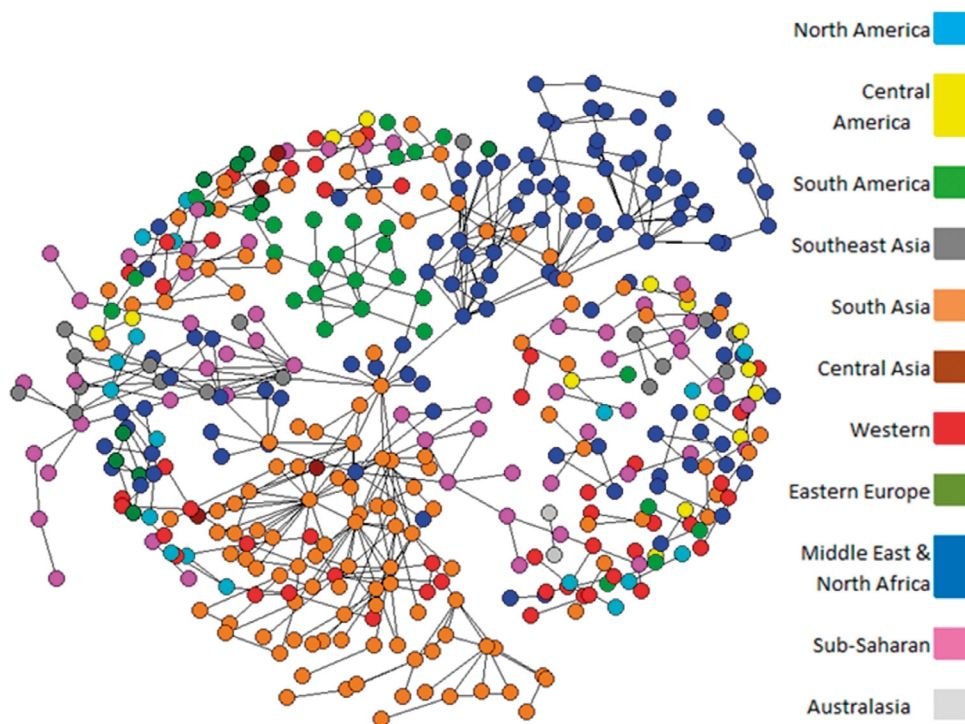 North America
Central
America
South America
Southeast Asia
South Asia
Central Asia
Western
Eastern Europe
Middle East &
North Africa
Sub-Saharan
Australasia